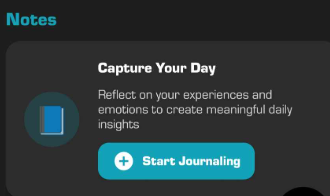 Notes
Capture Your Day
Reflect on your experiences and
emotions to create meaningful daily
insights
Start Journaling